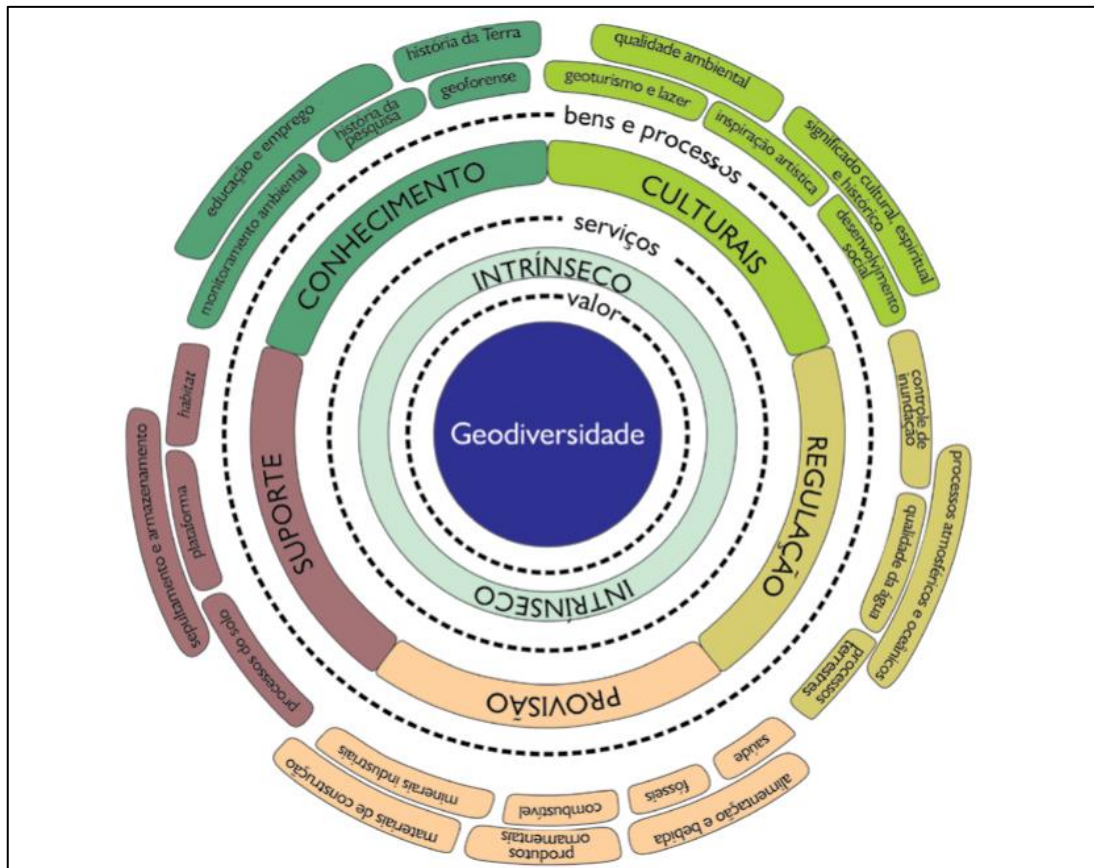 história da Terra
geoforense
educação e emprego
história da
pesquisa
monitoramento ambiental
qualidade ambiental
geoturismo e lazer
significado cultural, espiritual
e histórico
inspiração artística
desenvolvimento
social
bens e processos
CONHECIMENTO
CULTURAIS
serviços
INTRÍNSECO
valor
Geodiversidade
INTRÍNSECO
SUPORTE
REGULAÇÃO
PROVISÃO
habitat
plataforma
sepultamento e armazenamento
processos do solo
controle de
inundação
processos atmosféricos e oceânicos
qualidade da água
processos
terrestres
saúde
alimentação e bebida
fósseis
combustível
produtos
ornamentais
minerais industriais
materiais de construção